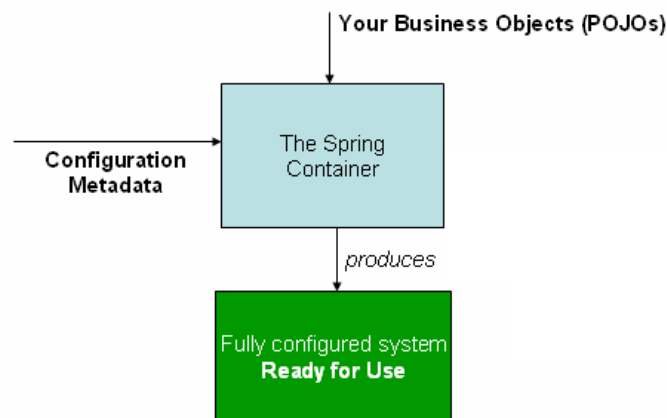 Your Business Objects (POJOs)
The Spring
Container
Configuration
Metadata
produces
Fully configured system
Ready for Use